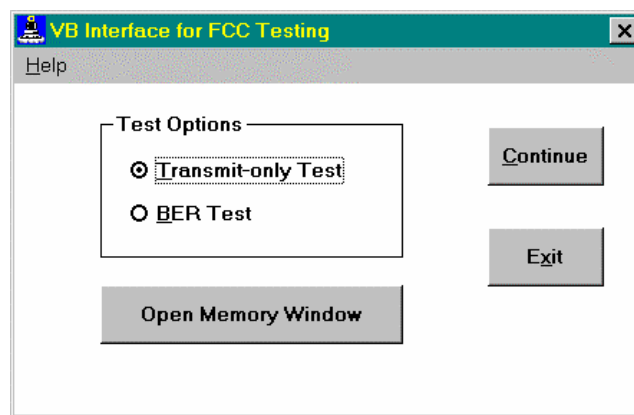 VB Interface for FCC Testing
Help
Test Options
Transmit-only Test
BER Test
Continue
Exit
Open Memory Window